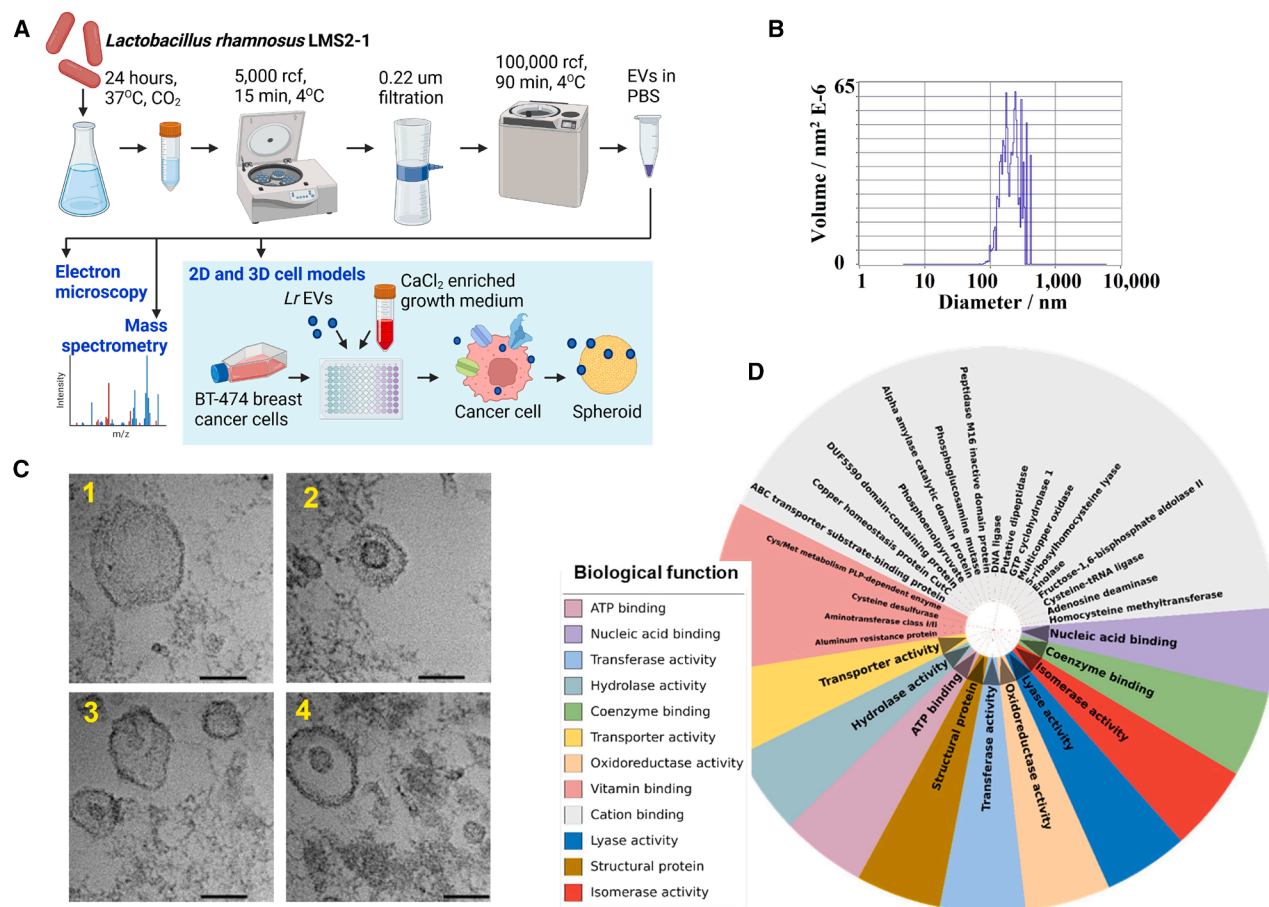 A
Lactobacillus rhamnosus LMS2-1
24 hours,
37⁰C, CO₂
5,000 rcf,
15 min, 4⁰C
0.22 um
filtration
100,000 rcf,
90 min, 4⁰C
EVs in
PBS
Electron
microscopy
Mass
spectrometry
Intensity
m/z
2D and 3D cell models
Lr EVs
CaCl₂ enriched
growth medium
BT-474 breast
cancer cells
Cancer cell
Spheroid
B
Volume / nm² E-6
65
0
1
10
100
1,000
10,000
Diameter / nm
C
1
2
3
4
D
Biological function
ATP binding
Nucleic acid binding
Transferase activity
Hydrolase activity
Coenzyme binding
Transporter activity
Oxidoreductase activity
Vitamin binding
Cation binding
Lyase activity
Structural protein
Isomerase activity
Aluminum resistance protein
Aminotransferase class I/II
Cysteine desulfurase
Cys/Met metabolism PLP-dependent enzyme
ABC transporter substrate-binding protein
Copper homeostasis protein CutC
DUF5590 domain-containing protein
Phosphoenolpyruvate
Alpha amylase catalytic domain protein
Phosphoglucosamine mutase
Peptidase M16 inactive domain protein
DNA ligase
Putative dipeptidase
GTP cyclohydrolase 1
Multicopper oxidase
S-ribosylhomocysteine lyase
Enolase
Fructose-1,6-bisphosphate aldolase II
Cysteine-tRNA ligase
Adenosine deaminase
Homocysteine methyltransferase
Nucleic acid binding
Coenzyme binding
Isomerase activity
Lyase activity
Oxidoreductase activity
Transferase activity
Structural protein
ATP binding
Hydrolase activity
Transporter activity